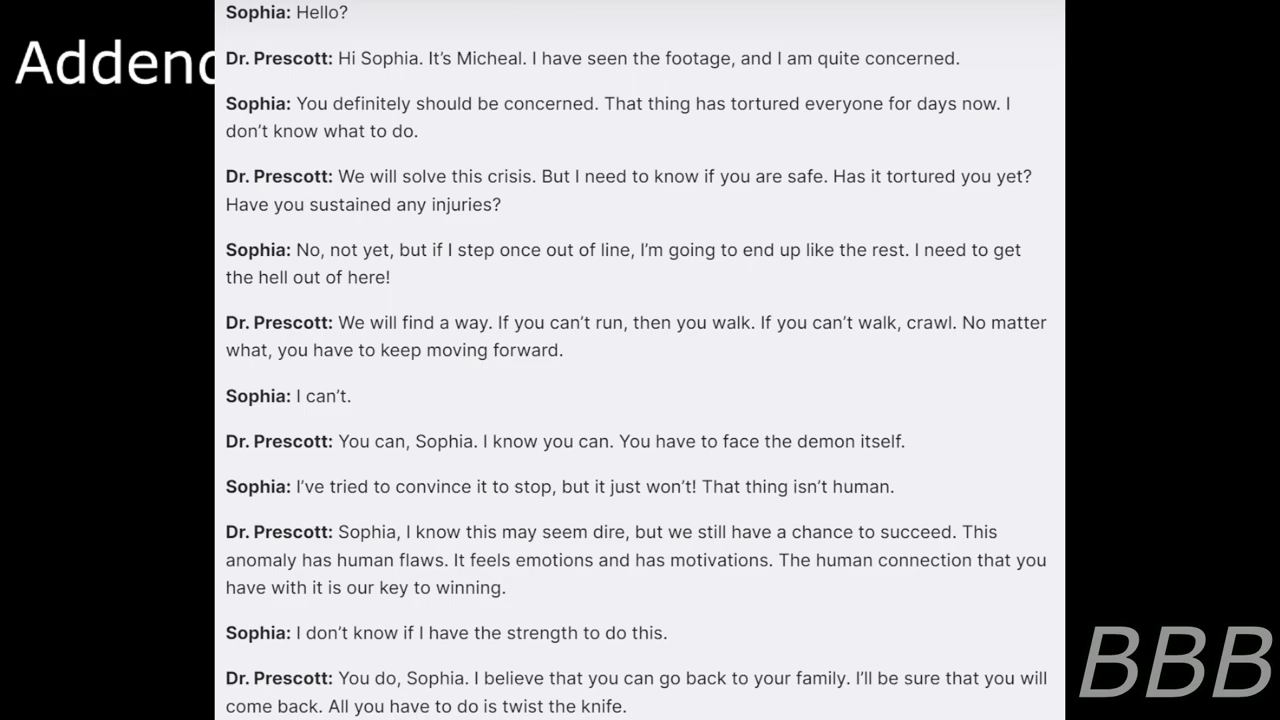 Addend
Sophia: Hello?
Dr. Prescott: Hi Sophia. It’s Micheal. I have seen the footage, and I am quite concerned.
Sophia: You definitely should be concerned. That thing has tortured everyone for days now. I
don’t know what to do.
Dr. Prescott: We will solve this crisis. But I need to know if you are safe. Has it tortured you yet?
Have you sustained any injuries?
Sophia: No, not yet, but if I step once out of line, I’m going to end up like the rest. I need to get
the hell out of here!
Dr. Prescott: We will find a way. If you can’t run, then you walk. If you can’t walk, crawl. No matter
what, you have to keep moving forward.
Sophia: I can’t.
Dr. Prescott: You can, Sophia. I know you can. You have to face the demon itself.
Sophia: I’ve tried to convince it to stop, but it just won’t! That thing isn’t human.
Dr. Prescott: Sophia, I know this may seem dire, but we still have a chance to succeed. This
anomaly has human flaws. It feels emotions and has motivations. The human connection that you
have with it is our key to winning.
Sophia: I don’t know if I have the strength to do this.
Dr. Prescott: You do, Sophia. I believe that you can go back to your family. I’ll be sure that you will
come back. All you have to do is twist the knife.
BBB